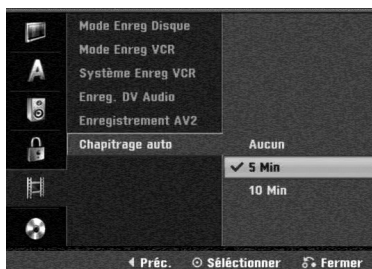 Mode Enreg Disque
Mode Enreg VCR
Système Enreg VCR
Enreg. DV Audio
Enregistrement AV2
Chapitrage auto
Aucun
✓ 5 Min
10 Min
Préc. Séléctionner Fermer